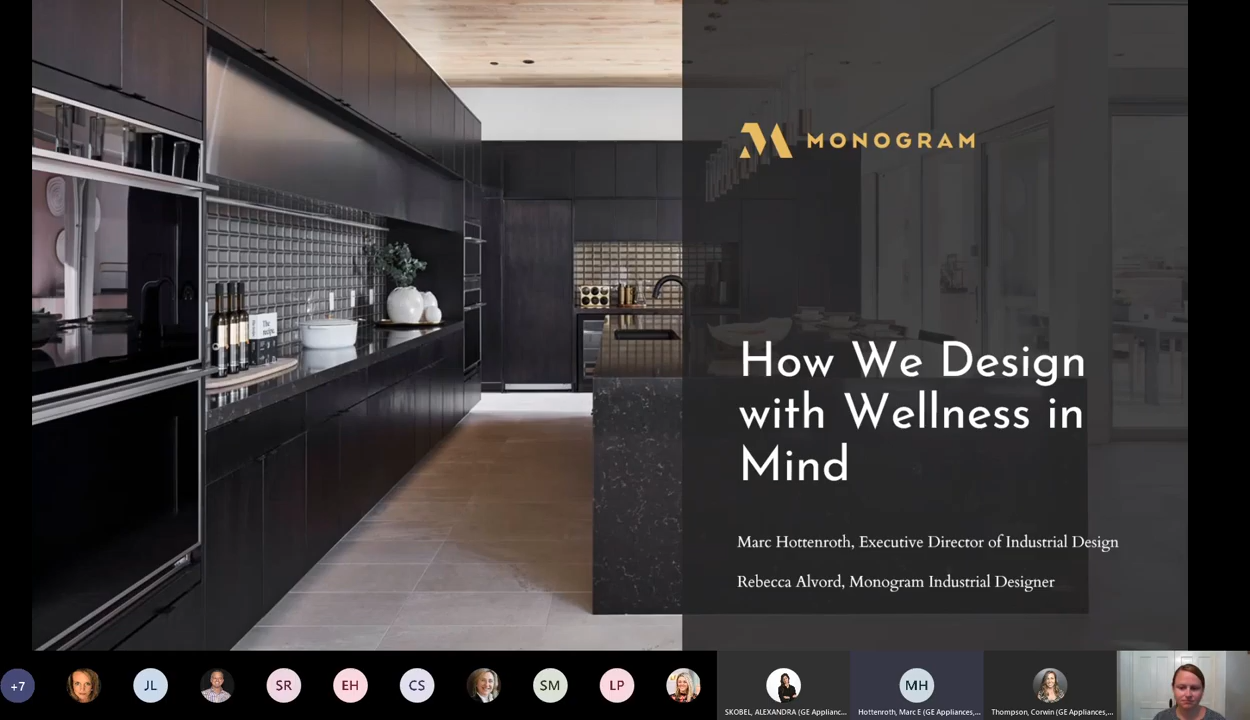 MONOGRAM
How We Design
with Wellness in
Mind
Marc Hottenroth, Executive Director of Industrial Design
Rebecca Alvord, Monogram Industrial Designer
+7
JL
SR
EH
CS
SM
LP
MH
SKOBEL, ALEXANDRA (GE Applianc...
Hottenroth, Marc E (GE Appliances,...
Thompson, Corwin (GE Appliances,...